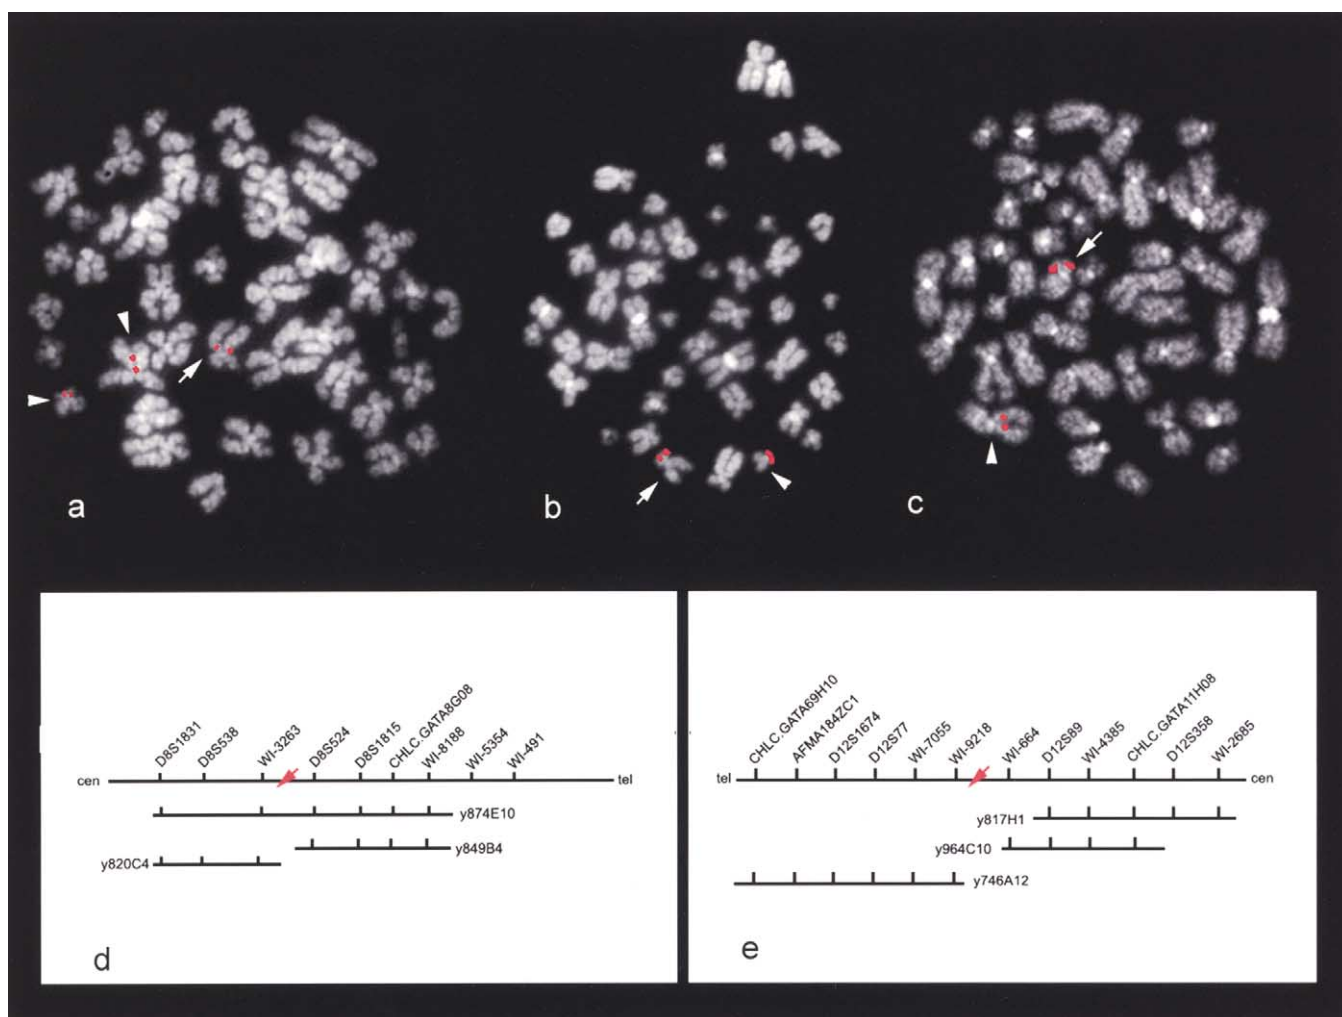 a
b
c
D8S1831
D8S538
WI-3263
D8S524
D8S1815
CHLC.GATA8G08
WI-8188
WI-5354
WI-491
cen
tel
y874E10
y849B4
y820C4
d
CHLC.GATA69H10
AFMA184ZC1
D12S1674
D12S77
WI-7055
WI-9218
WI-664
D12S89
WI-4385
CHLC.GATA11H08
D12S358
WI-2685
tel
cen
y817H1
y964C10
y746A12
e